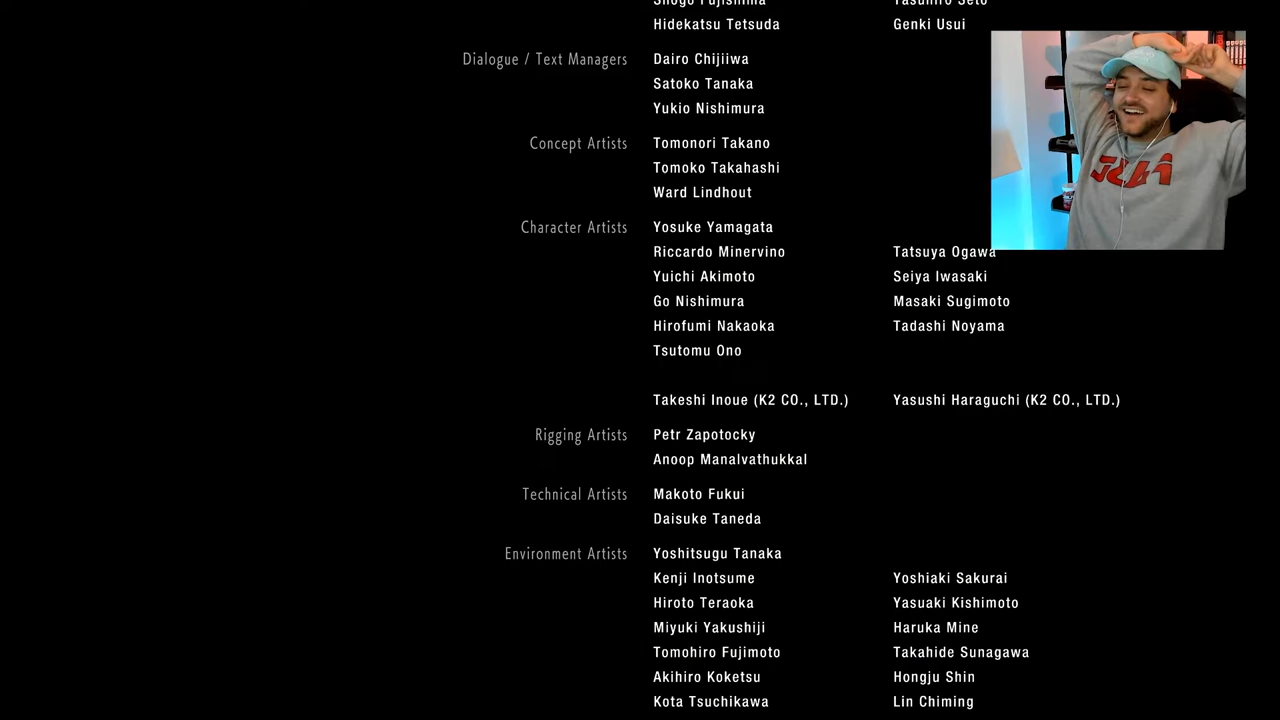 Shogo Fujishima Yasuhiro Seto
Hidekatsu Tetsuda Genki Usui
Dialogue / Text Managers Dairo Chijiiwa
Satoko Tanaka
Yukio Nishimura
Concept Artists Tomonori Takano
Tomoko Takahashi
Ward Lindhout
Character Artists Yosuke Yamagata
Riccardo Minervino Tatsuya Ogawa
Yuichi Akimoto Seiya Iwasaki
Go Nishimura Masaki Sugimoto
Hirofumi Nakaoka Tadashi Noyama
Tsutomu Ono
Takeshi Inoue (K2 CO., LTD.) Yasushi Haraguchi (K2 CO., LTD.)
Rigging Artists Petr Zapotocky
Anoop Manalvathukkal
Technical Artists Makoto Fukui
Daisuke Taneda
Environment Artists Yoshitsugu Tanaka
Kenji Inotsume Yoshiaki Sakurai
Hiroto Teraoka Yasuaki Kishimoto
Miyuki Yakushiji Haruka Mine
Tomohiro Fujimoto Takahide Sunagawa
Akihiro Koketsu Hongju Shin
Kota Tsuchikawa Lin Chiming